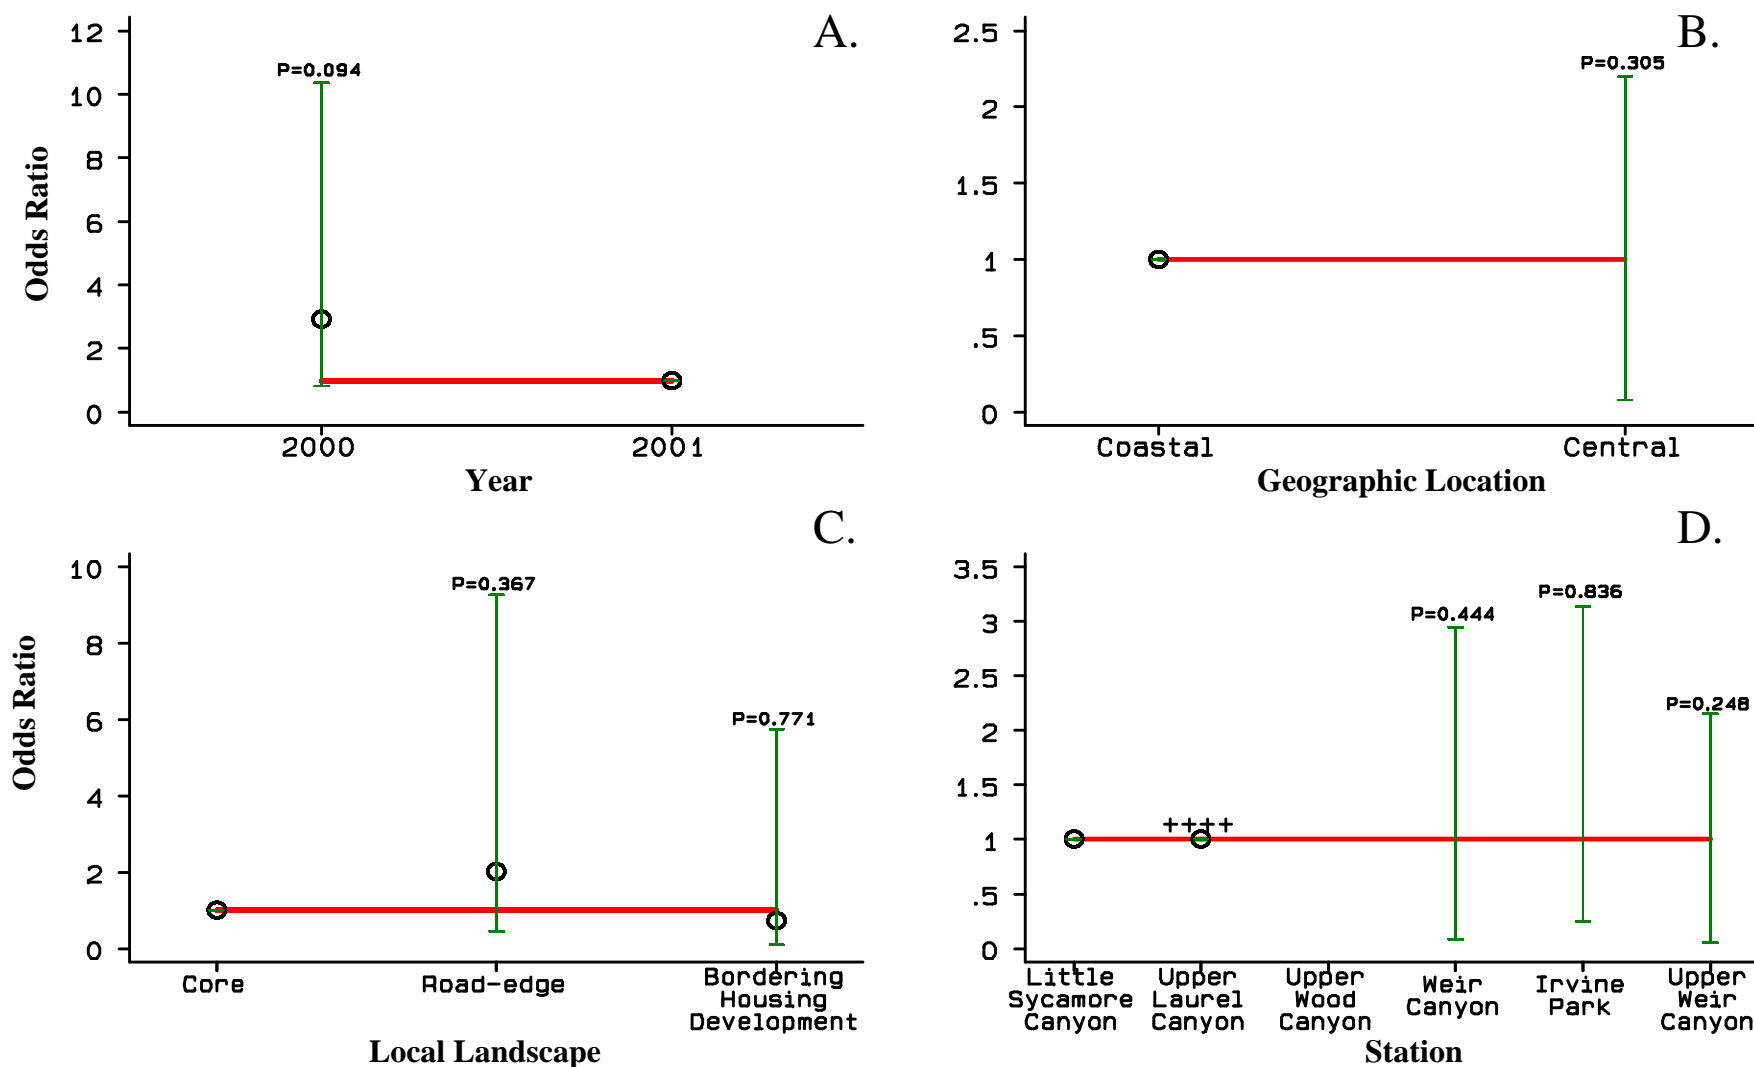 A.
12
10
8
6
4
2
0
Odds Ratio
P=0.094
2000
2001
Year
B.
2.5
2
1.5
1
.5
0
P=0.305
Coastal
Central
Geographic Location
C.
10
8
6
4
2
0
Odds Ratio
P=0.367
P=0.771
Core
Road-edge
Bordering
Housing
Development
Local Landscape
D.
3.5
3
2.5
2
1.5
1
.5
0
++++
P=0.444
P=0.836
P=0.248
Little
Sycamore
Canyon
Upper
Laurel
Canyon
Upper
Wood
Canyon
Weir
Canyon
Irvine
Park
Upper
Weir
Canyon
Station